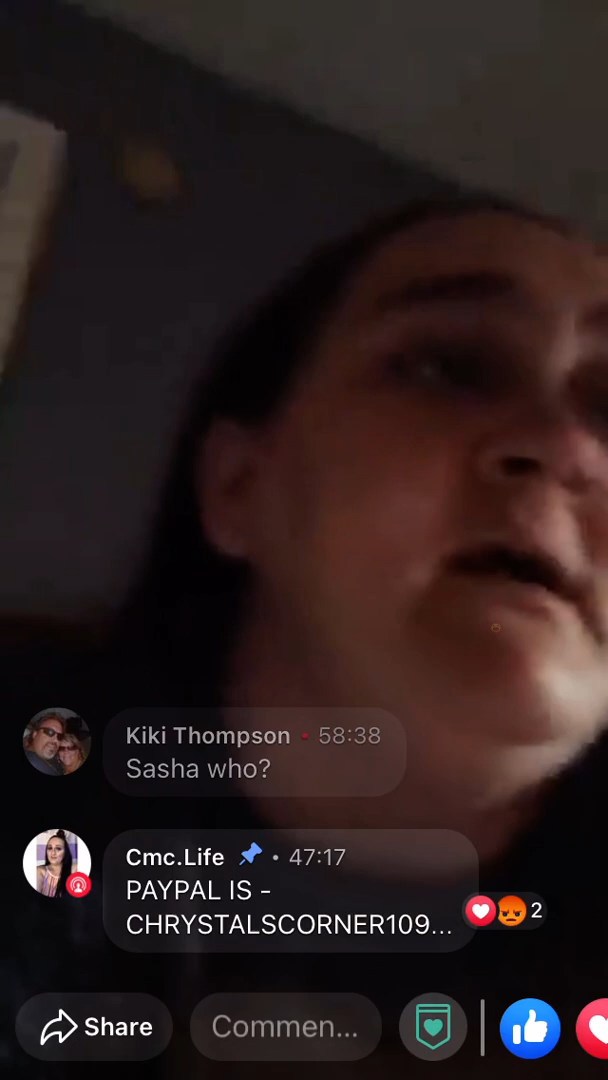 Kiki Thompson • 58:38
Sasha who?
Cmc.Life • 47:17
PAYPAL IS -
CHRYSTALSCORNER109...
2
Share
Commen...